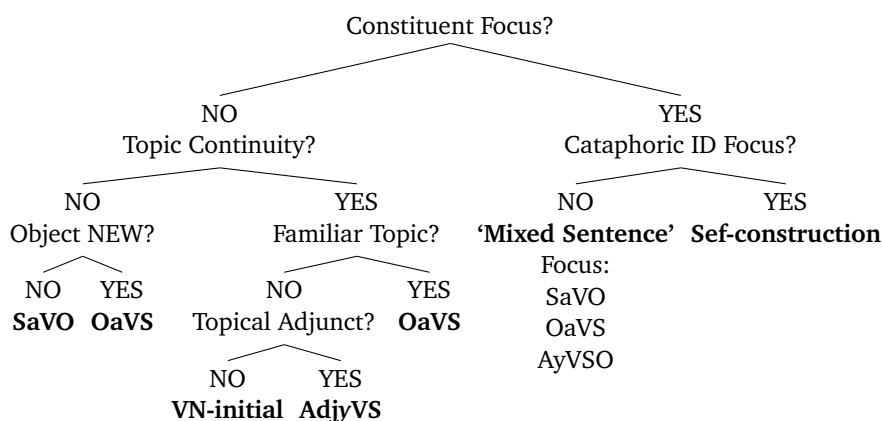 Constituent Focus?
NO YES
Topic Continuity? Cataphoric ID Focus?
NO YES NO YES
Object NEW? Familiar Topic? ‘Mixed Sentence’ Sef-construction
Focus:
NO YES NO YES SaVO
SaVO OaVS Topical Adjunct? OaVS OaVS
AyVSO
NO YES
VN-initial AdjyVS